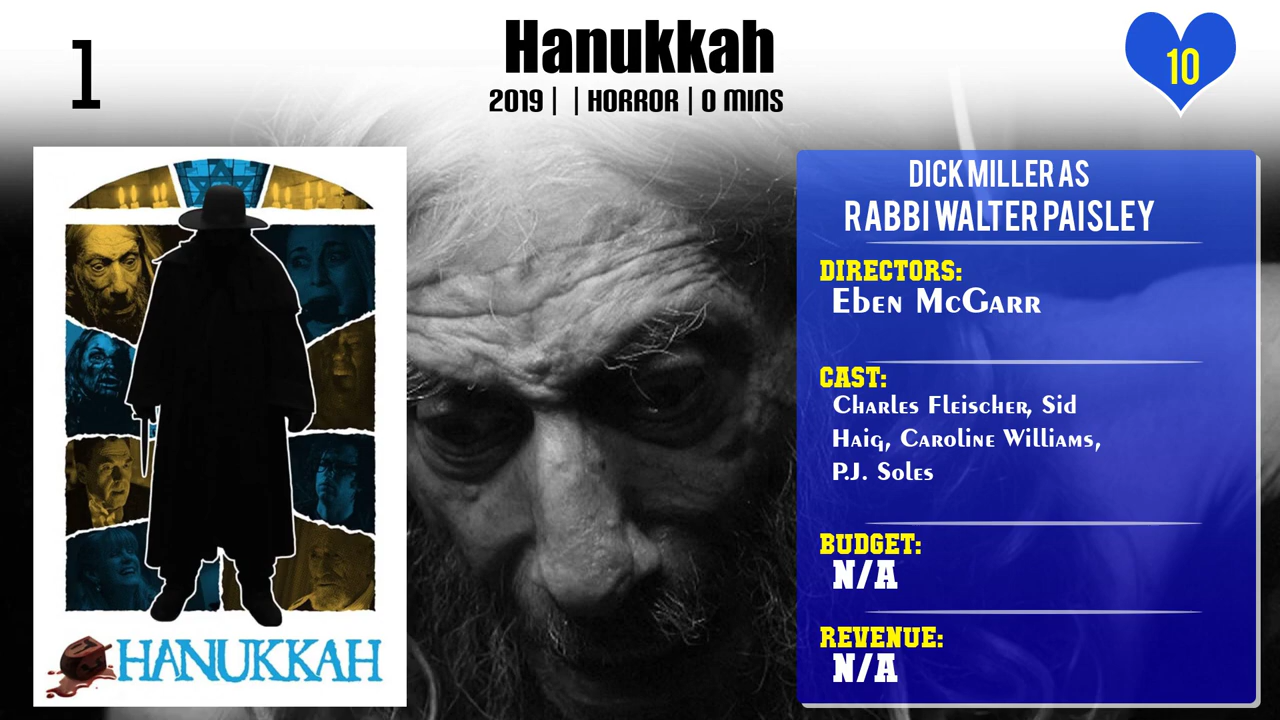 1
Hanukkah
2019 | | HORROR | 0 MINS
10
DICK MILLER AS
RABBI WALTER PAISLEY
DIRECTORS:
Eben McGarr
CAST:
Charles Fleischer, Sid
Haig, Caroline Williams,
P.J. Soles
BUDGET:
N/A
REVENUE:
N/A
HANUKKAH